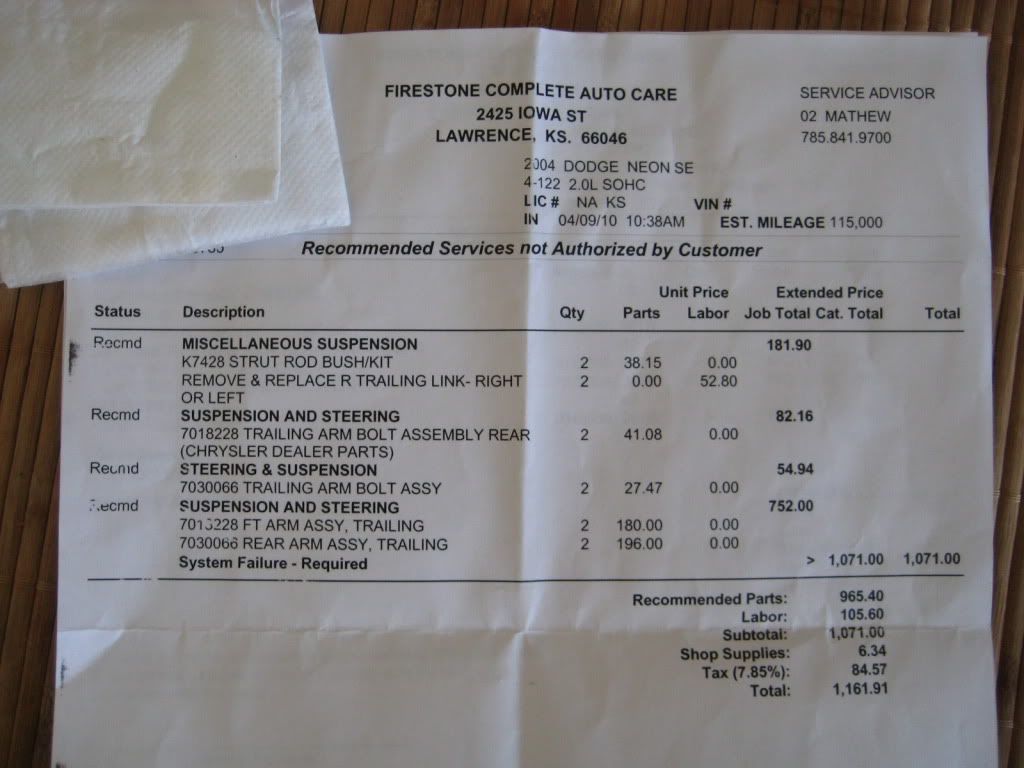 FIRESTONE COMPLETE AUTO CARE
2425 IOWA ST
LAWRENCE, KS. 66046
SERVICE ADVISOR
02 MATHEW
785.841.9700
2004 DODGE NEON SE
4-122 2.0L SOHC
LIC # NA KS VIN #
IN 04/09/10 10:38AM EST. MILEAGE 115,000
Recommended Services not Authorized by Customer
Unit Price Extended Price
Status Description Qty Parts Labor Job Total Cat. Total Total
Recmd MISCELLANEOUS SUSPENSION 181.90
K7428 STRUT ROD BUSH/KIT 2 38.15 0.00
REMOVE & REPLACE R TRAILING LINK- RIGHT 2 0.00 52.80
OR LEFT
Recmd SUSPENSION AND STEERING 82.16
7018228 TRAILING ARM BOLT ASSEMBLY REAR 2 41.08 0.00
(CHRYSLER DEALER PARTS)
Recmd STEERING & SUSPENSION 54.94
7030066 TRAILING ARM BOLT ASSY 2 27.47 0.00
Recmd SUSPENSION AND STEERING 752.00
7018228 FT ARM ASSY, TRAILING 2 180.00 0.00
7030066 REAR ARM ASSY, TRAILING 2 196.00 0.00
System Failure - Required > 1,071.00 1,071.00
Recommended Parts: 965.40
Labor: 105.60
Subtotal: 1,071.00
Shop Supplies: 6.34
Tax (7.85%): 84.57
Total: 1,161.91